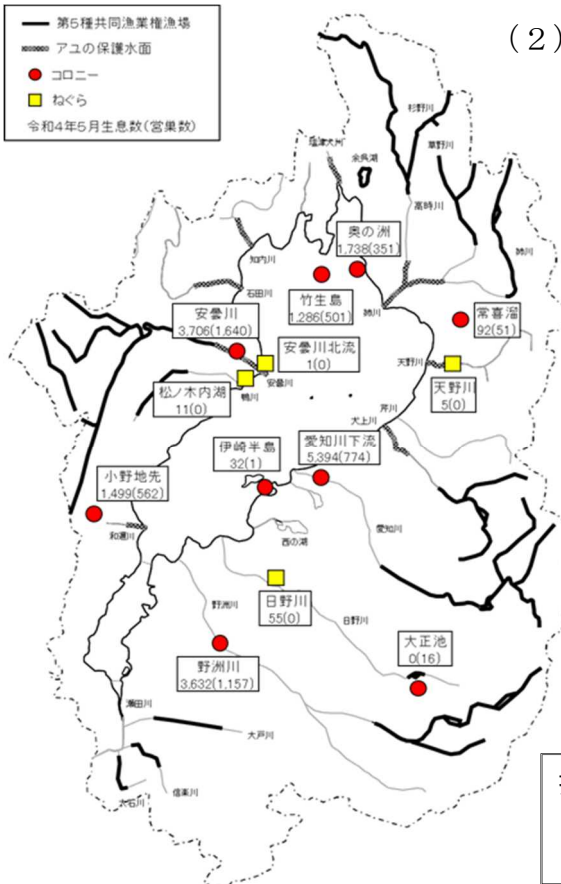 第5種共同漁業権漁場
アユの保護水面
コロニー
ねぐら
令和4年5月生息数(営巣数)
(2)
杉野川
草野川
塩津大川
余呉湖
高時川
姉川
奥の洲
1,738(351)
知内川
石田川
竹生島
1,286(501)
姉川
常喜溜
92(51)
安曇川
3,706(1,640)
安曇川北流
1(0)
天野川
天野川
5(0)
松ノ木内湖
11(0)
安曇川
鴨川
芹川
犬上川
伊崎半島
32(1)
愛知川下流
5,394(774)
小野地先
1,499(562)
和邇川
西の湖
愛知川
日野川
55(0)
野洲川
日野川
大正池
0(16)
野洲川
3,632(1,157)
瀬田川
大戸川
信楽川
大石川